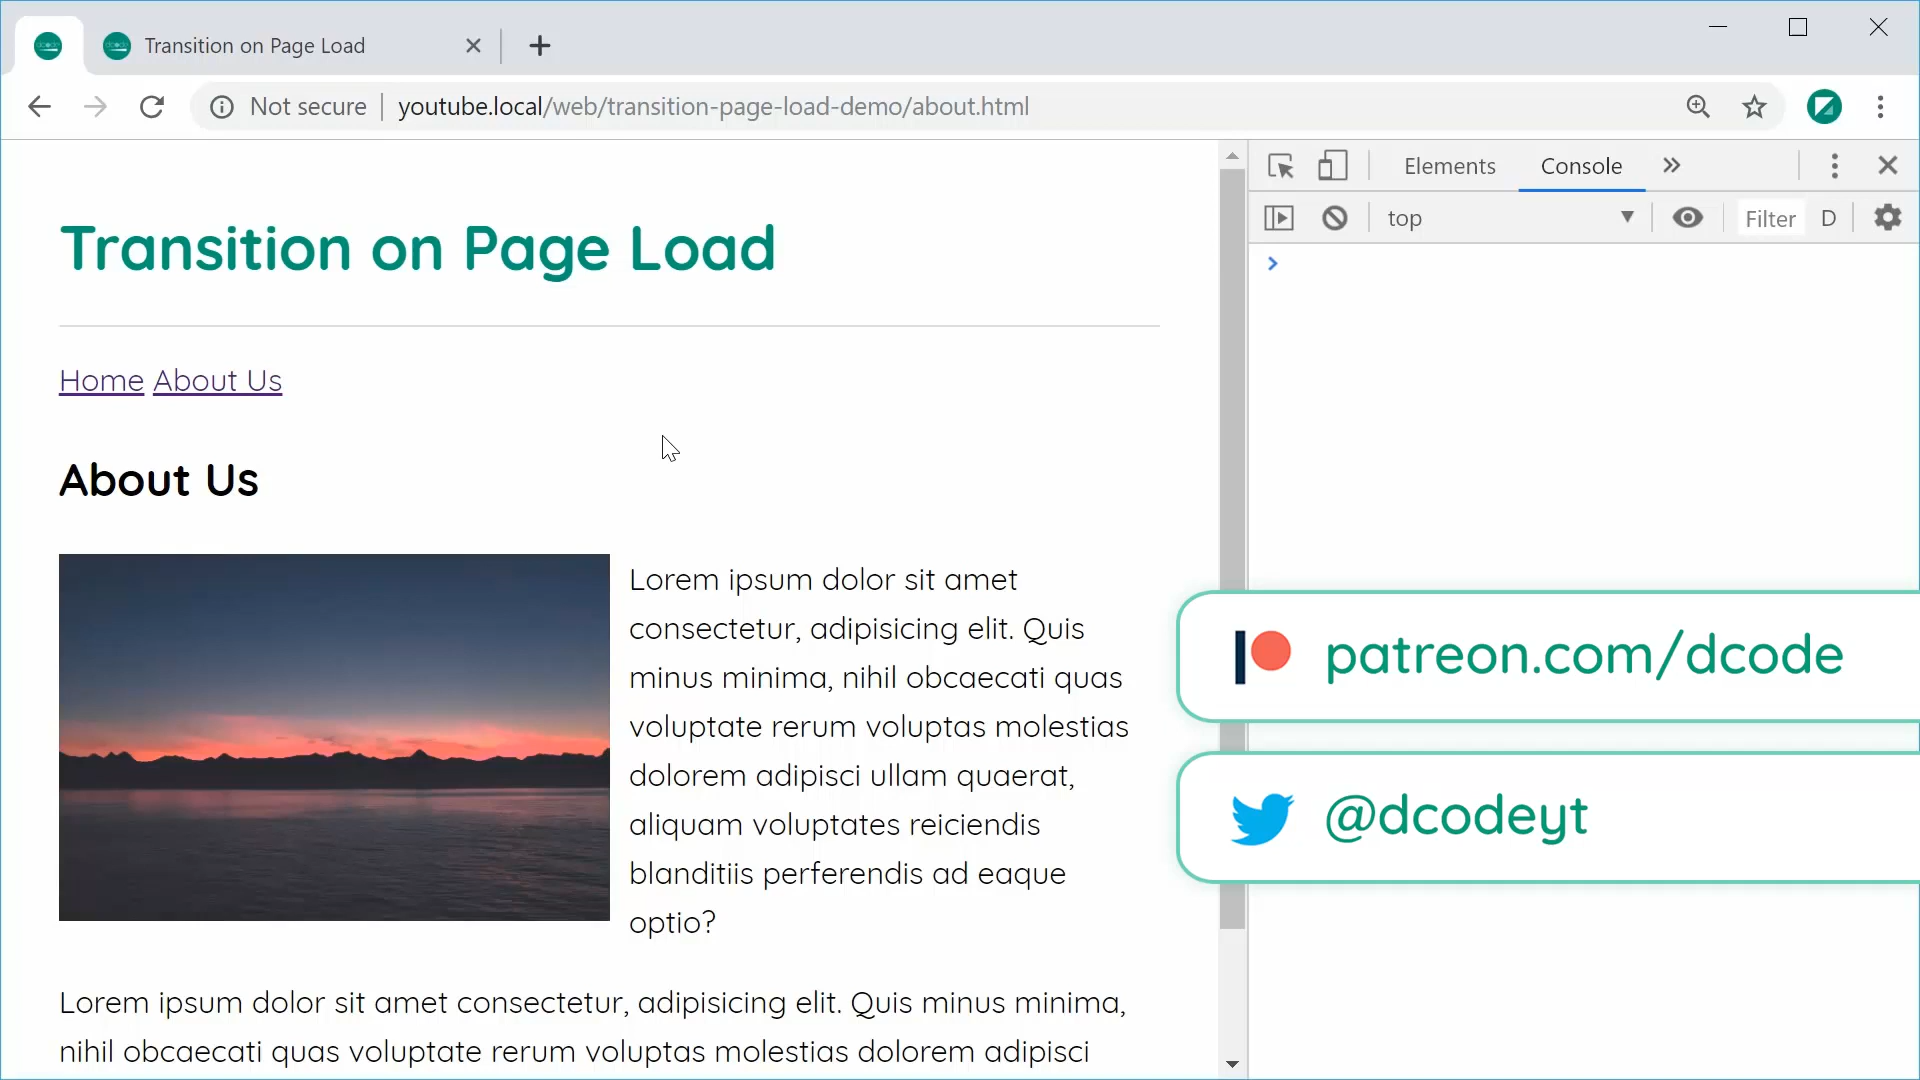 Transition on Page Load
Not secure youtube.local/web/transition-page-load-demo/about.html
Elements Console
top Filter D
Transition on Page Load
Home About Us
About Us
Lorem ipsum dolor sit amet
consectetur, adipisicing elit. Quis
minus minima, nihil obcaecati quas
voluptate rerum voluptas molestias
dolorem adipisci ullam quaerat,
aliquam voluptates reiciendis
blanditiis perferendis ad eaque
optio?
Lorem ipsum dolor sit amet consectetur, adipisicing elit. Quis minus minima,
nihil obcaecati quas voluptate rerum voluptas molestias dolorem adipisci
patreon.com/dcode
@dcodeyt